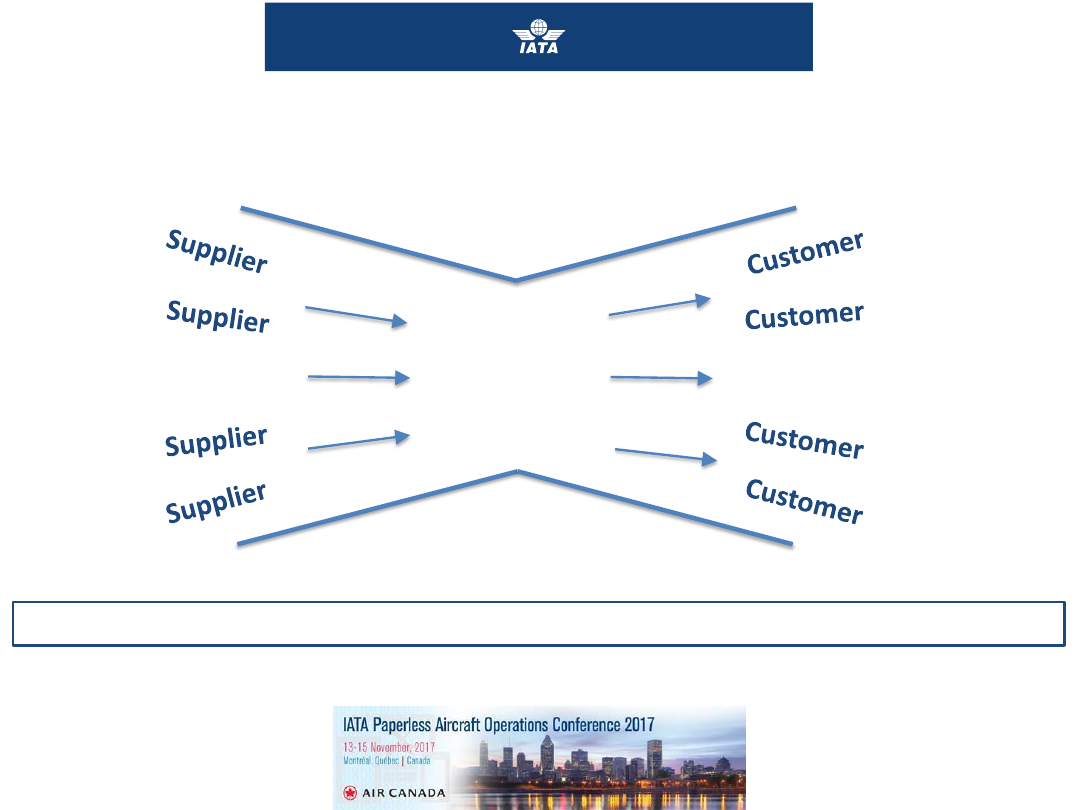 IATA
Supplier
Customer
Supplier
Customer
Supplier
Customer
Supplier
Customer
IATA Paperless Aircraft Operations Conference 2017
13-15 November, 2017
Montréal, Québec | Canada
AIR CANADA